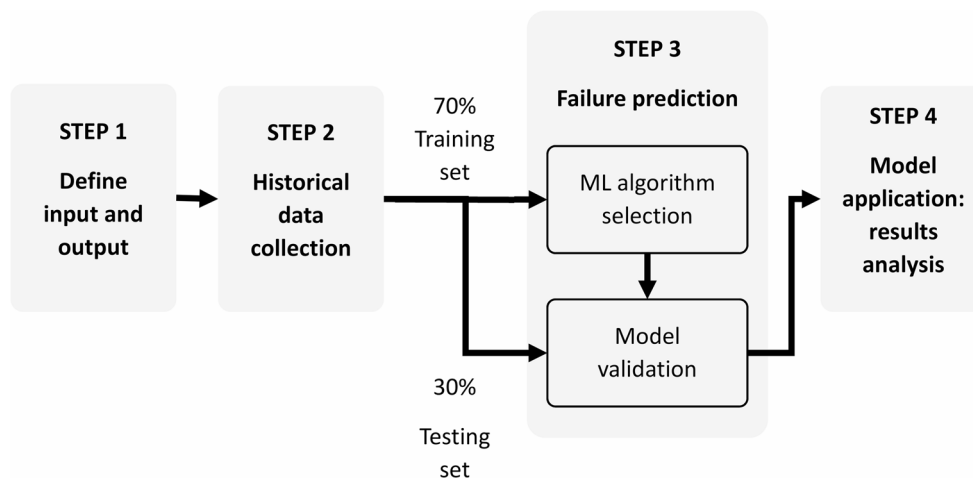 STEP 1
Define
input and
output
STEP 2
Historical
data
collection
70%
Training
set
30%
Testing
set
STEP 3
Failure prediction
ML algorithm
selection
Model
validation
STEP 4
Model
application:
results
analysis